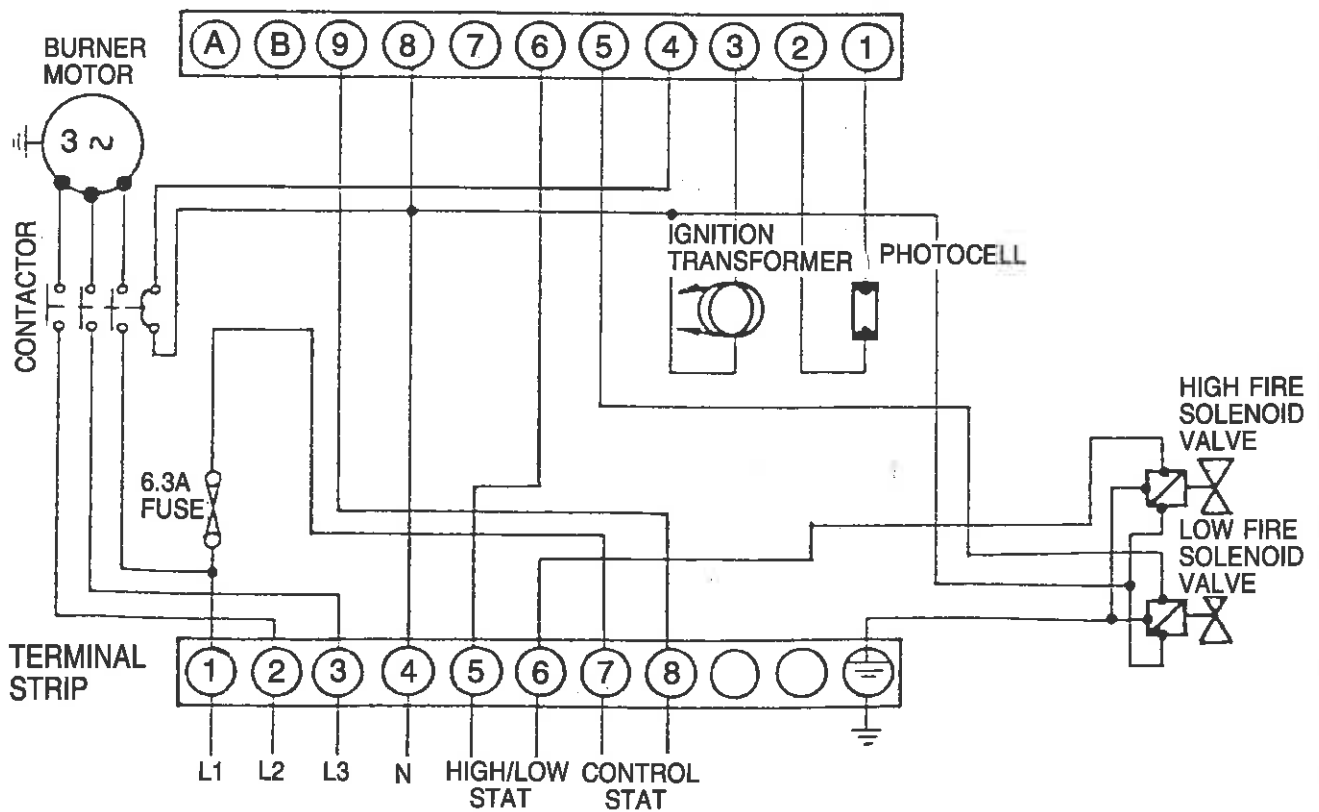 A B 9 8 7 6 5 4 3 2 1
BURNER
MOTOR
3 ~
CONTACTOR
IGNITION
TRANSFORMER
PHOTOCELL
6.3A
FUSE
HIGH FIRE
SOLENOID
VALVE
LOW FIRE
SOLENOID
VALVE
TERMINAL
STRIP
1 2 3 4 5 6 7 8
L1 L2 L3 N
HIGH/LOW
STAT
CONTROL
STAT